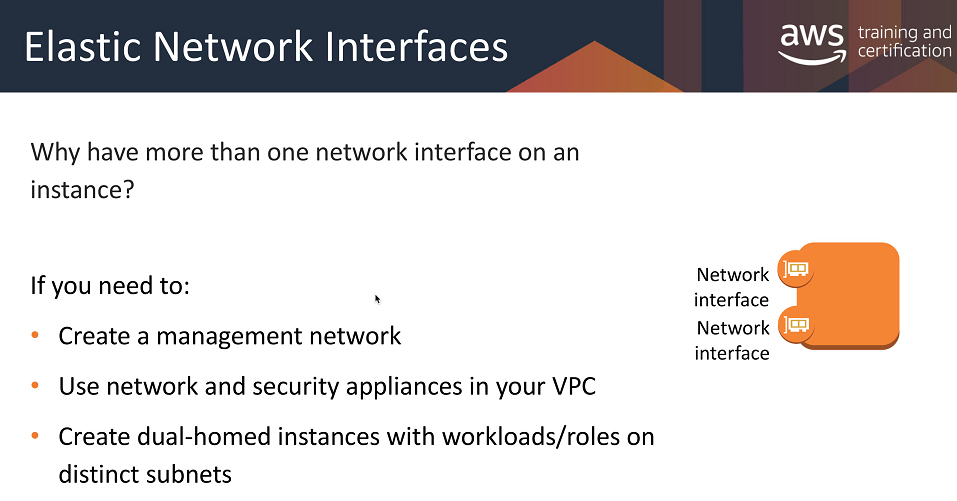 Elastic Network Interfaces
aws training and
certification
Why have more than one network interface on an
instance?
If you need to:
• Create a management network
• Use network and security appliances in your VPC
• Create dual-homed instances with workloads/roles on
distinct subnets
Network
interface
Network
interface